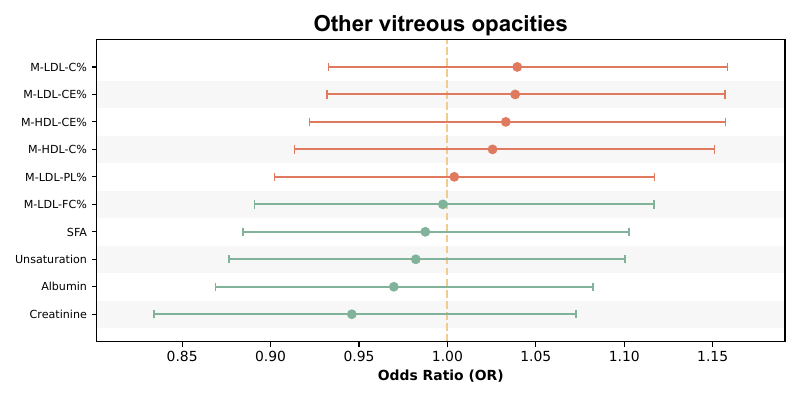 Other vitreous opacities
M-LDL-C%
M-LDL-CE%
M-HDL-CE%
M-HDL-C%
M-LDL-PL%
M-LDL-FC%
SFA
Unsaturation
Albumin
Creatinine
0.85 0.90 0.95 1.00 1.05 1.10 1.15
Odds Ratio (OR)